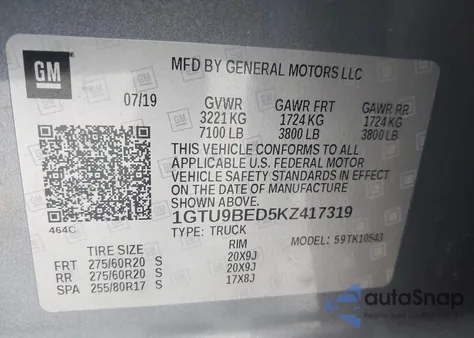 GM
MFD BY GENERAL MOTORS LLC
07/19 GVWR GAWR FRT GAWR RR
3221 KG 1724 KG 1724 KG
7100 LB 3800 LB 3800 LB
THIS VEHICLE CONFORMS TO ALL
APPLICABLE U.S. FEDERAL MOTOR
VEHICLE SAFETY STANDARDS IN EFFECT
ON THE DATE OF MANUFACTURE
SHOWN ABOVE.
1GTU9BED5KZ417319
464C TYPE: TRUCK MODEL: 59TK10543
TIRE SIZE RIM
FRT 275/60R20 S 20X9J
RR 275/60R20 S 20X9J
SPA 255/80R17 S 17X8J
autoSnap